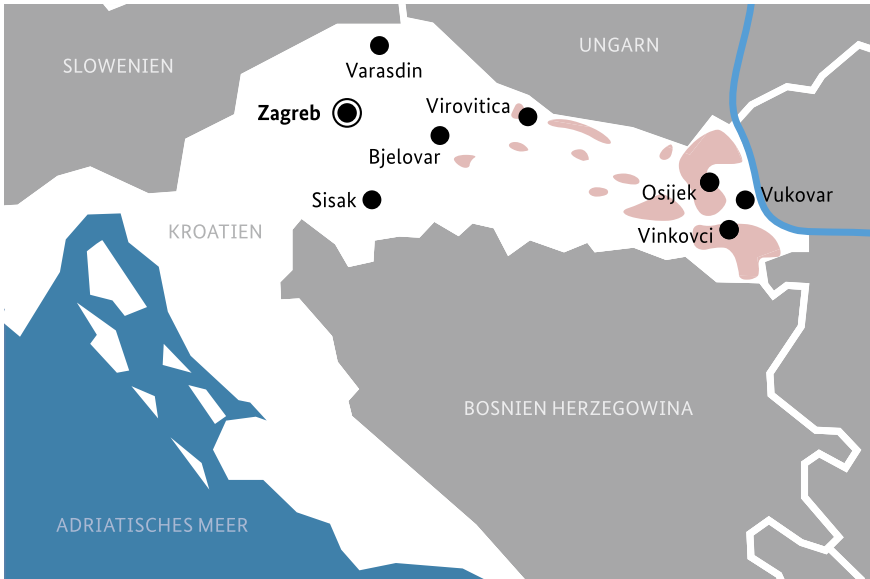 UNGARN
SLOWENIEN
Varasdin
Zagreb
Virovitica
Bjelovar
Osijek
Vukovar
Sisak
KROATIEN
Vinkovci
BOSNIEN HERZEGOWINA
ADRIATISCHES MEER